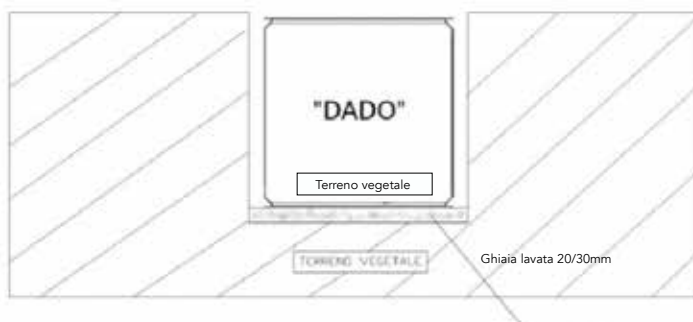 "DADO"
Terreno vegetale
Ghiaia lavata 20/30mm
TERRENO VEGETALE